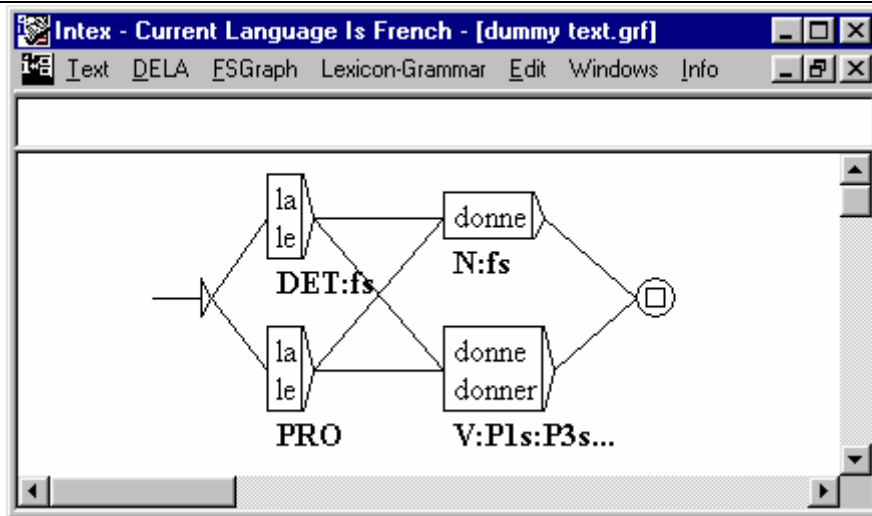 Intex - Current Language Is French - [dummy text.grf]
Text DELA FSGraph Lexicon-Grammar Edit Windows Info
la
le
DET:fs
donne
N:fs
la
le
PRO
donne
donner
V:P1s:P3s...